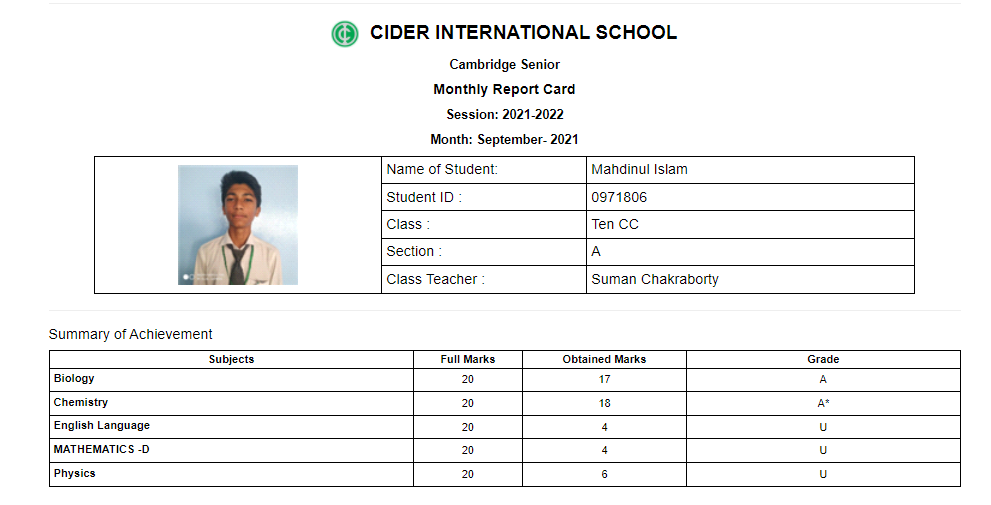 CIDER INTERNATIONAL SCHOOL
Cambridge Senior
Monthly Report Card
Session: 2021-2022
Month: September- 2021
Name of Student: Mahdinul Islam
Student ID : 0971806
Class : Ten CC
Section : A
Class Teacher : Suman Chakraborty
Summary of Achievement
Subjects Full Marks Obtained Marks Grade
Biology 20 17 A
Chemistry 20 18 A*
English Language 20 4 U
MATHEMATICS -D 20 4 U
Physics 20 6 U